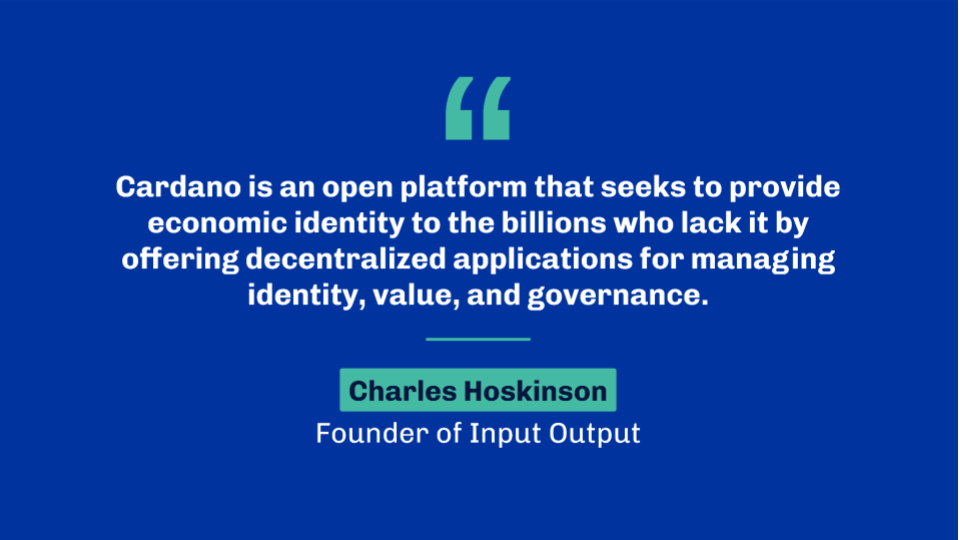 “
Cardano is an open platform that seeks to provide
economic identity to the billions who lack it by
offering decentralized applications for managing
identity, value, and governance.
Charles Hoskinson
Founder of Input Output